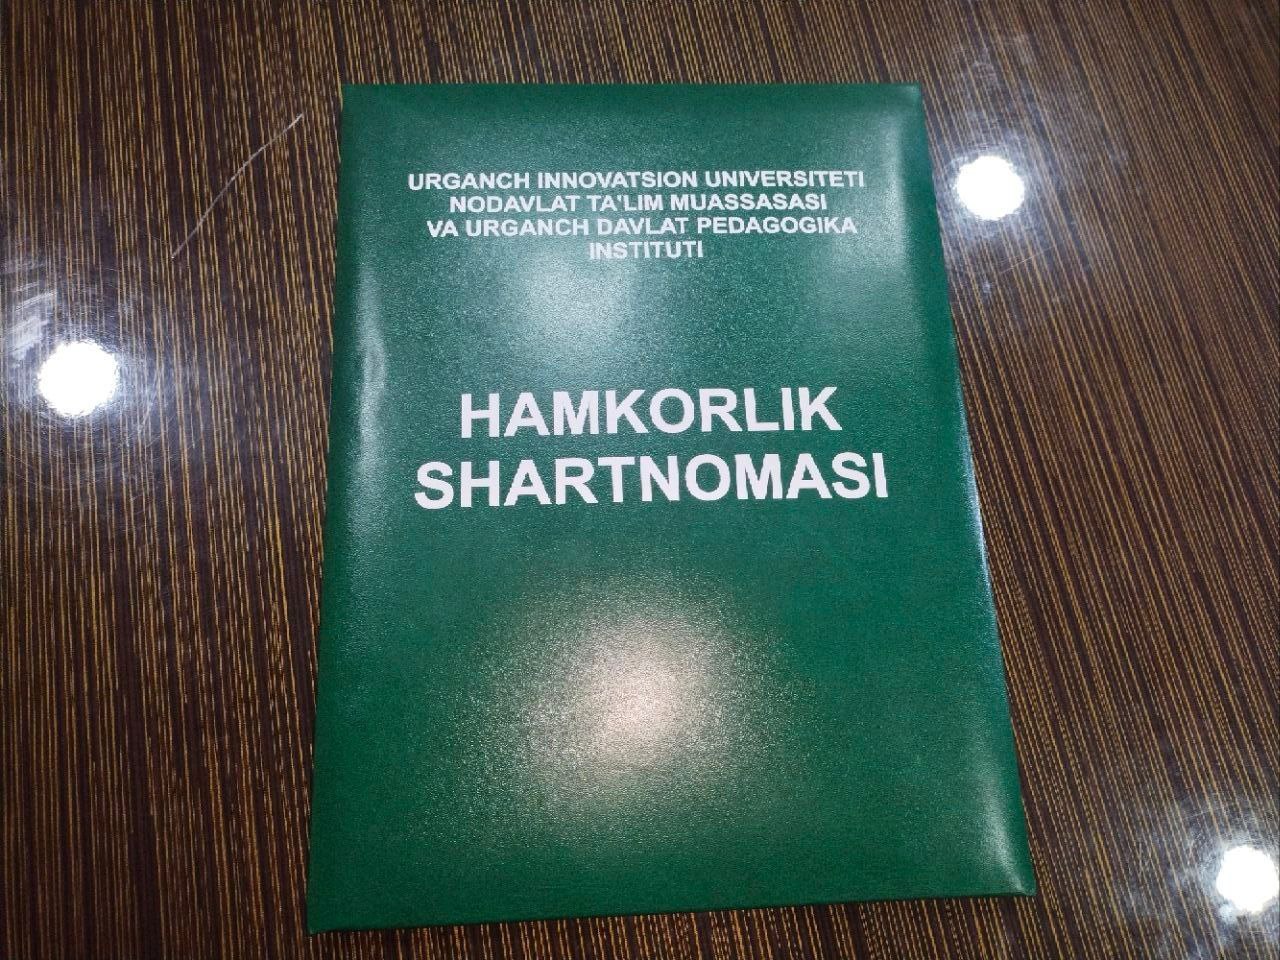 URGANCH INNOVATSION UNIVERSITETI
NODAVLAT TA'LIM MUASSASASI
VA URGANCH DAVLAT PEDAGOGIKA
INSTITUTI
HAMKORLIK
SHARTNOMASI